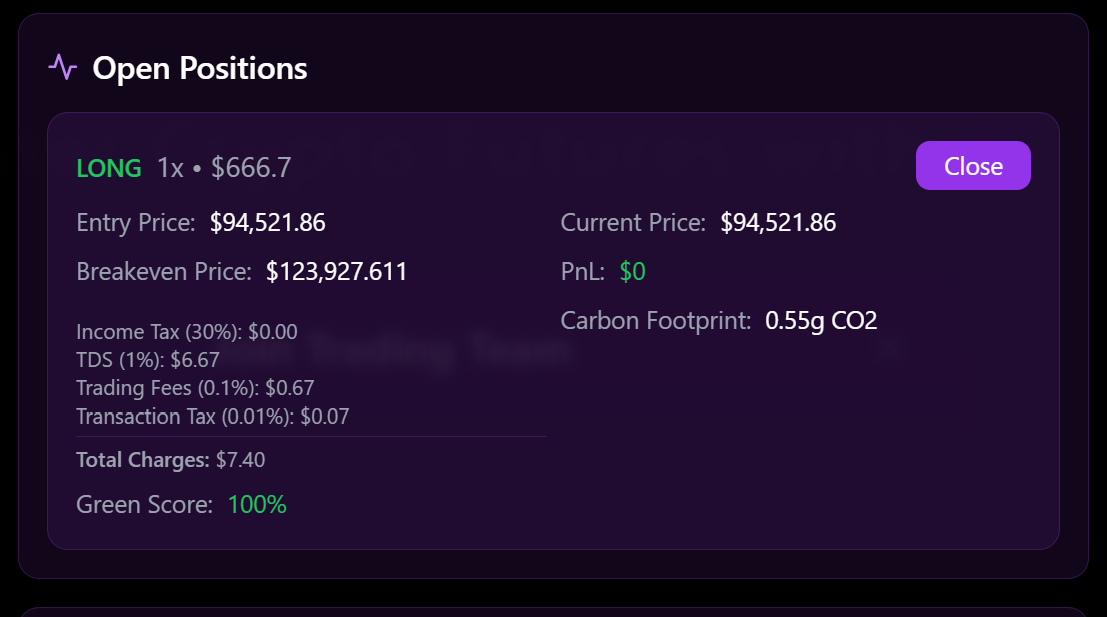 Open Positions
LONG 1x • $666.7
Close
Entry Price: $94,521.86
Current Price: $94,521.86
Breakeven Price: $123,927.611
PnL: $0
Carbon Footprint: 0.55g CO2
Income Tax (30%): $0.00
TDS (1%): $6.67
Trading Fees (0.1%): $0.67
Transaction Tax (0.01%): $0.07
Total Charges: $7.40
Green Score: 100%
Trading Team